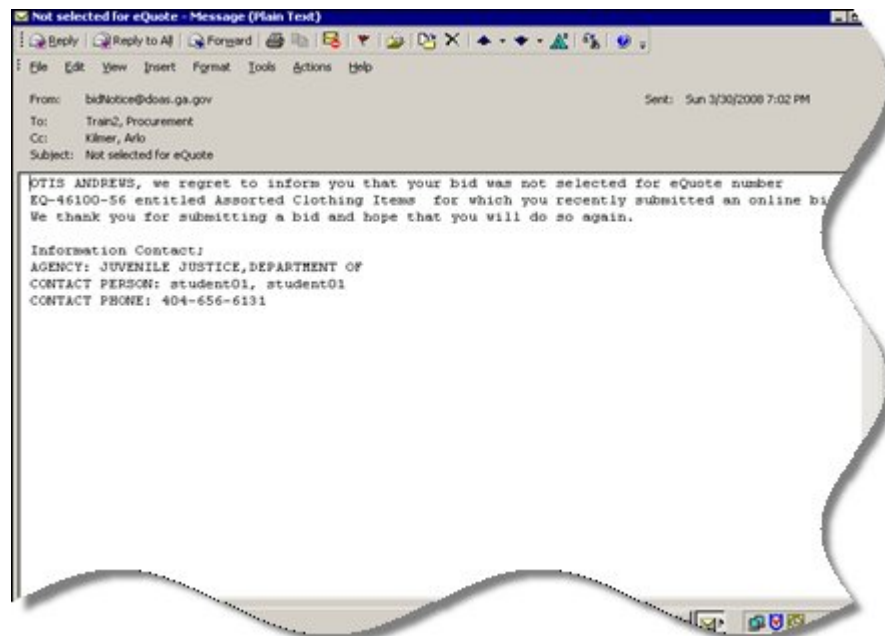 Not selected for eQuote - Message (Plain Text)
Reply Reply to All Forward
File Edit View Insert Format Tools Actions Help
From: bidNotice@doas.ga.gov Sent: Sun 3/30/2008 7:02 PM
To: Train2, Procurement
Cc: Kilmer, Arlo
Subject: Not selected for eQuote
OTIS ANDREWS, we regret to inform you that your bid was not selected for eQuote number
EQ-46100-56 entitled Assorted Clothing Items for which you recently submitted an online bi
We thank you for submitting a bid and hope that you will do so again.
Information Contact;
AGENCY: JUVENILE JUSTICE,DEPARTMENT OF
CONTACT PERSON: student01, student01
CONTACT PHONE: 404-656-6131